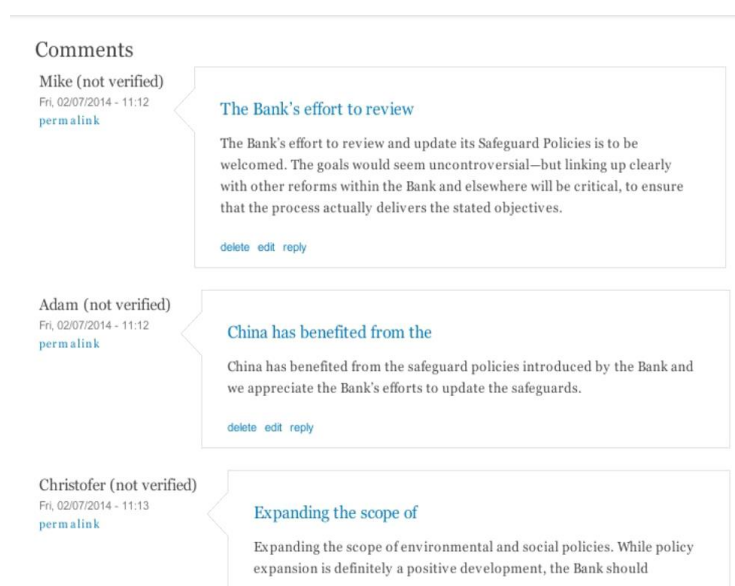 Comments
Mike (not verified)
Fri, 02/07/2014 - 11:12
permalink
The Bank's effort to review
The Bank's effort to review and update its Safeguard Policies is to be
welcomed. The goals would seem uncontroversial—but linking up clearly
with other reforms within the Bank and elsewhere will be critical, to ensure
that the process actually delivers the stated objectives.
delete edit reply
Adam (not verified)
Fri, 02/07/2014 - 11:12
permalink
China has benefited from the
China has benefited from the safeguard policies introduced by the Bank and
we appreciate the Bank's efforts to update the safeguards.
delete edit reply
Christofer (not verified)
Fri, 02/07/2014 - 11:13
permalink
Expanding the scope of
Expanding the scope of environmental and social policies. While policy
expansion is definitely a positive development, the Bank should